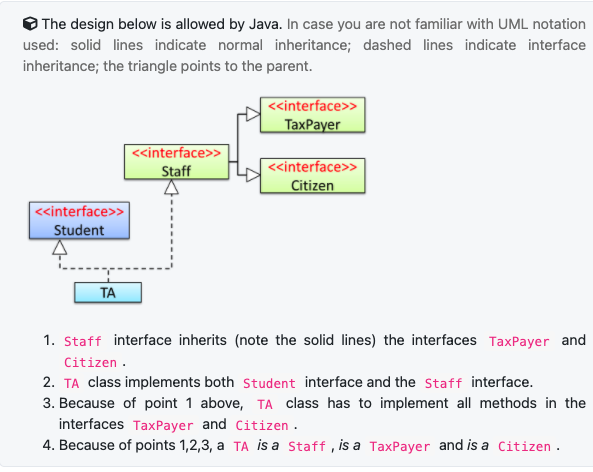 The design below is allowed by Java. In case you are not familiar with UML notation
used: solid lines indicate normal inheritance; dashed lines indicate interface
inheritance; the triangle points to the parent.
<<interface>>
TaxPayer
<<interface>>
Staff
<<interface>>
Citizen
<<interface>>
Student
TA
1. Staff interface inherits (note the solid lines) the interfaces TaxPayer and
Citizen .
2. TA class implements both Student interface and the Staff interface.
3. Because of point 1 above, TA class has to implement all methods in the
interfaces TaxPayer and Citizen .
4. Because of points 1,2,3, a TA is a Staff , is a TaxPayer and is a Citizen .